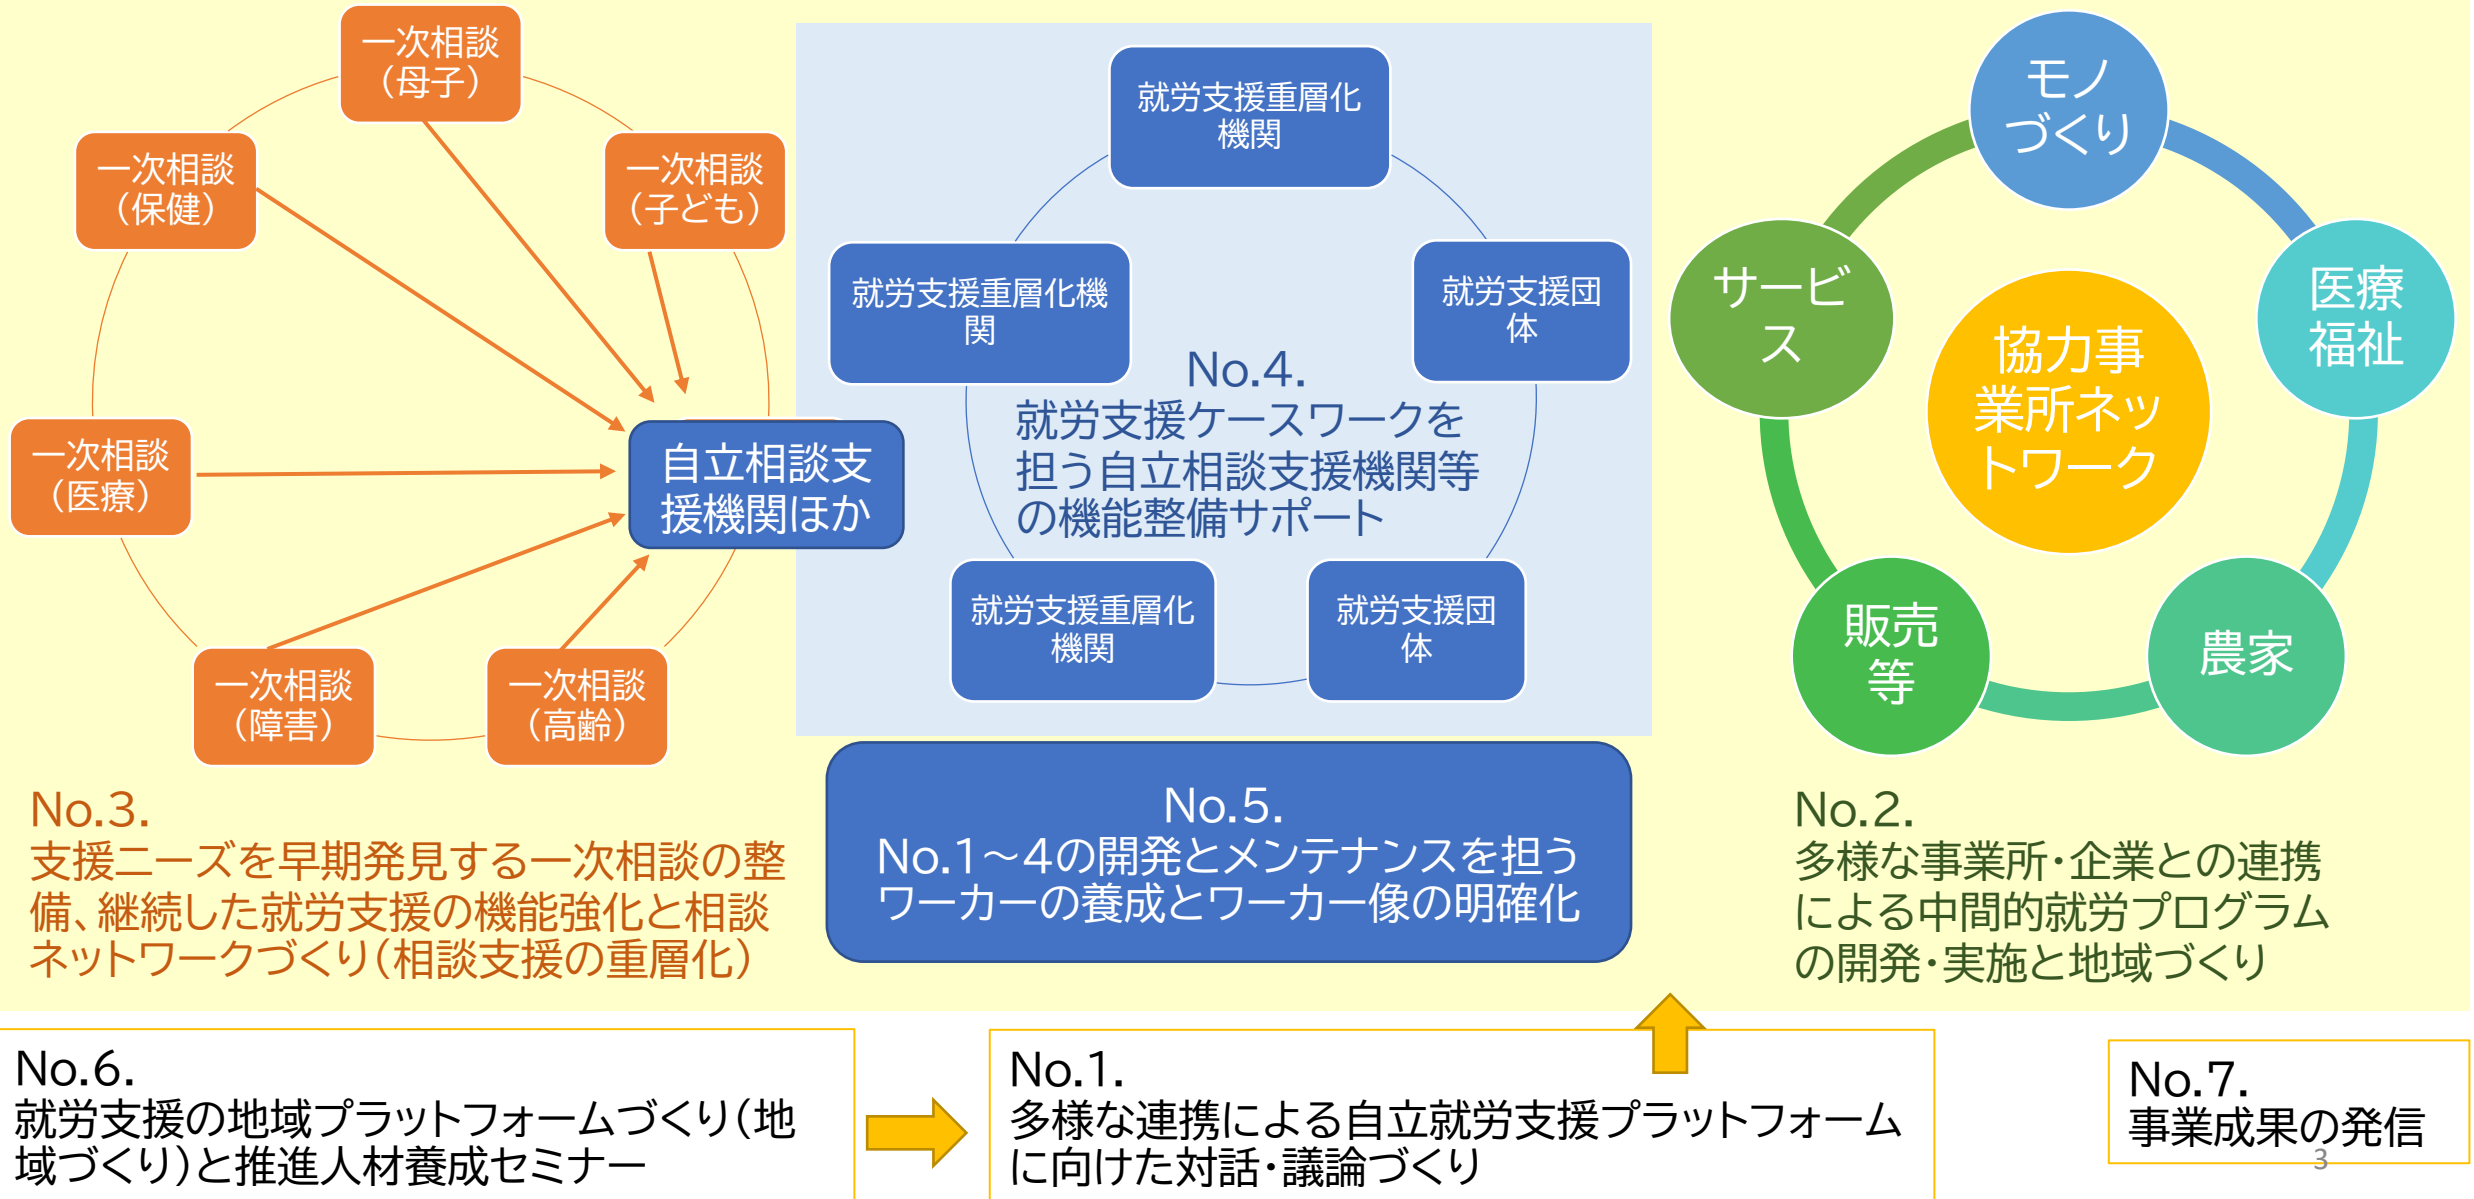 一次相談
（母子）
一次相談
（保健）
一次相談
（子ども）
一次相談
（医療）
自立相談支
援機関ほか
一次相談
（障害）
一次相談
（高齢）
No.3.
支援ニーズを早期発見する一次相談の整
備、継続した就労支援の機能強化と相談
ネットワークづくり（相談支援の重層化）
就労支援重層化
機関
就労支援重層化機
関
就労支援団
体
No.4.
就労支援ケースワークを
担う自立相談支援機関等
の機能整備サポート
就労支援重層化
機関
就労支援団
体
No.5.
No.1～4の開発とメンテナンスを担う
ワーカーの養成とワーカー像の明確化
モノ
づくり
サービ
ス
医療
福祉
協力事
業所ネッ
トワーク
販売
等
農家
No.2.
多様な事業所・企業との連携
による中間的就労プログラム
の開発・実施と地域づくり
No.6.
就労支援の地域プラットフォームづくり（地
域づくり）と推進人材養成セミナー
No.1.
多様な連携による自立就労支援プラットフォーム
に向けた対話・議論づくり
No.7.
事業成果の発信
3